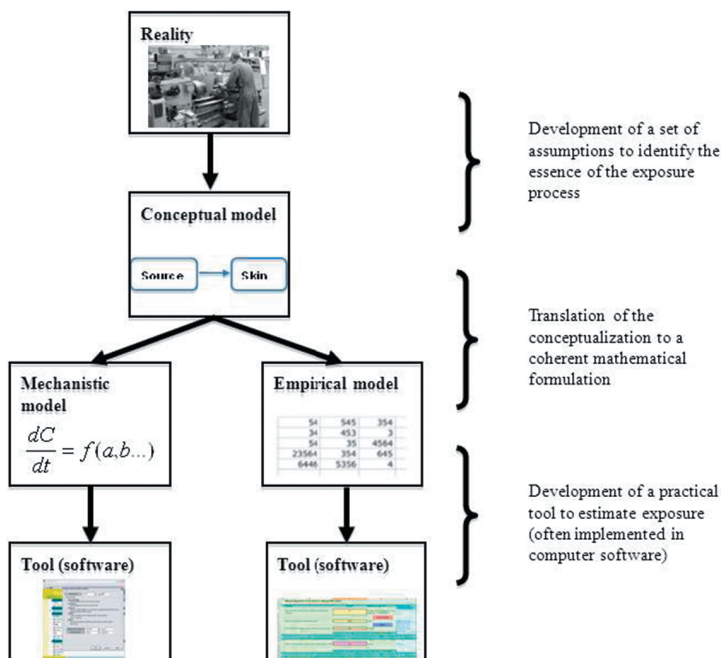 Reality
Development of a set of
assumptions to identify the
essence of the exposure
process
Conceptual model
Source
Skin
Translation of the
conceptualization to a
coherent mathematical
formulation
Mechanistic
model
dC/dt = f(a,b...)
Empirical model
54 545 354
34 453 3
54 35 4564
23564 354 645
6446 5356 4
Development of a practical
tool to estimate exposure
(often implemented in
computer software)
Tool (software)
Tool (software)